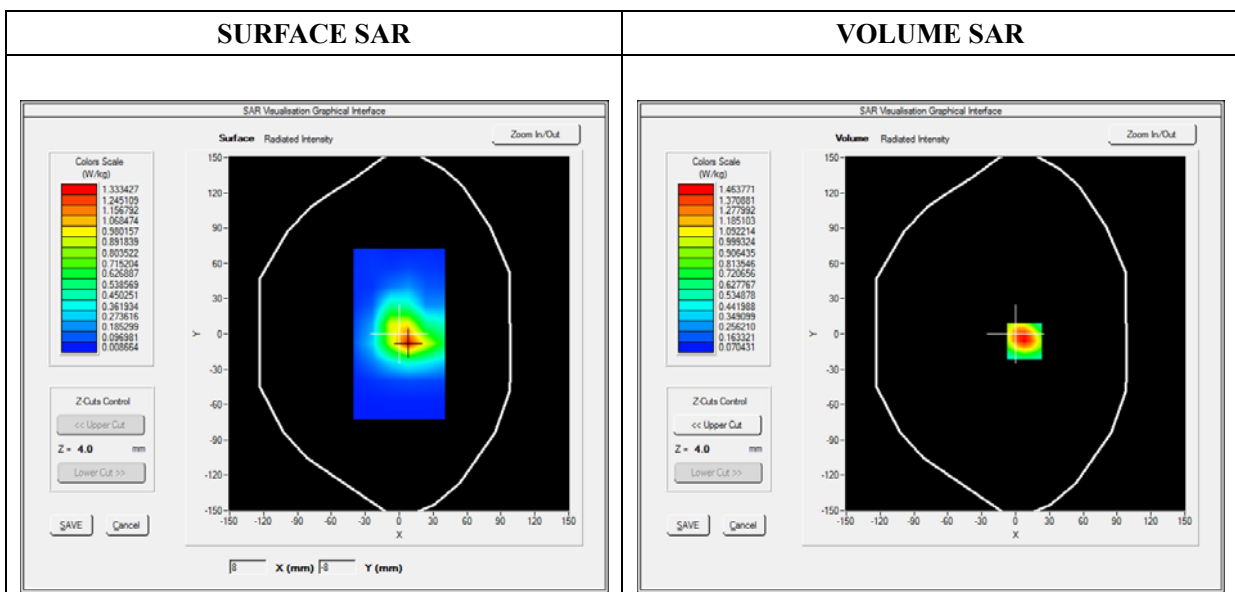 SURFACE SAR
VOLUME SAR
SAR Visualisation Graphical Interface
Surface Radiated Intensity
Zoom In/Out
Colors Scale
(W/kg)
1.333427
1.245109
1.156792
1.068474
0.980157
0.891839
0.803522
0.715204
0.626887
0.538569
0.450251
0.361934
0.273616
0.185299
0.096981
0.008664
150
120
90
60
30
0
-30
-60
-90
-120
-150
Y
-150 -120 -90 -60 -30 0 30 60 90 120 150
X
Z-Cuts Control
<< Upper Cut
Z = 4.0 mm
Lower Cut >>
SAVE Cancel
8 X (mm) -8 Y (mm)
SAR Visualisation Graphical Interface
Volume Radiated Intensity
Zoom In/Out
Colors Scale
(W/kg)
1.463771
1.370881
1.277992
1.185103
1.092214
0.999324
0.906435
0.813546
0.720656
0.627767
0.534878
0.441988
0.349099
0.256210
0.163321
0.070431
150
120
90
60
30
0
-30
-60
-90
-120
-150
Y
-150 -120 -90 -60 -30 0 30 60 90 120 150
X
Z-Cuts Control
<< Upper Cut
Z = 4.0 mm
Lower Cut >>
SAVE Cancel